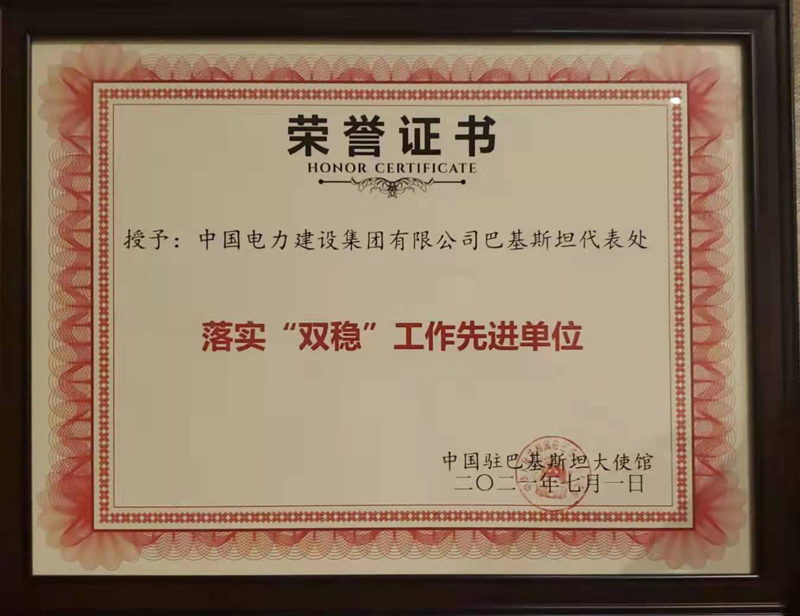 荣誉证书
HONOR CERTIFICATE
授予：中国电力建设集团有限公司巴基斯坦代表处
落实“双稳”工作先进单位
中国驻巴基斯坦大使馆
二〇二一年七月一日